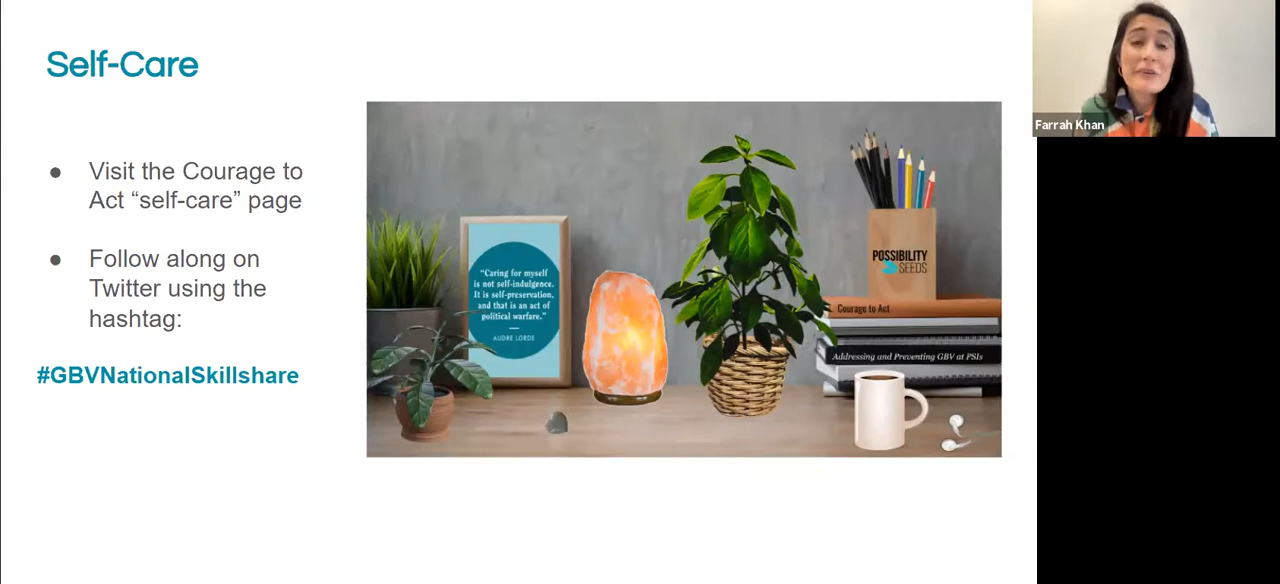 Self-Care
● Visit the Courage to
Act “self-care” page
● Follow along on
Twitter using the
hashtag:
#GBVNationalSkillshare
“Caring for myself
is not self-indulgence.
It is self-preservation,
and that is an act of
political warfare.”
AUDRE LORDE
POSSIBILITY
SEEDS
Courage to Act
Addressing and Preventing GBV at PSIs
Farrah Khan